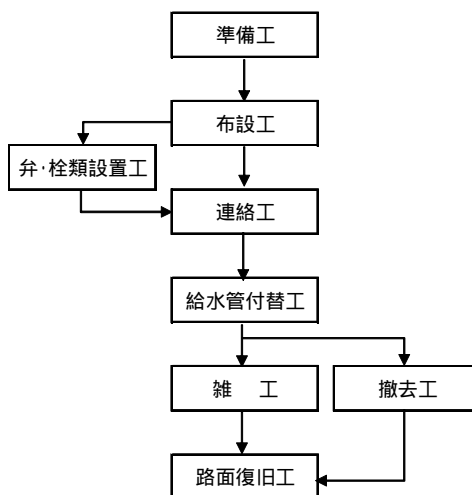 準備工
布設工
弁・栓類設置工
連絡工
給水管付替工
雑　工
撤去工
路面復旧工